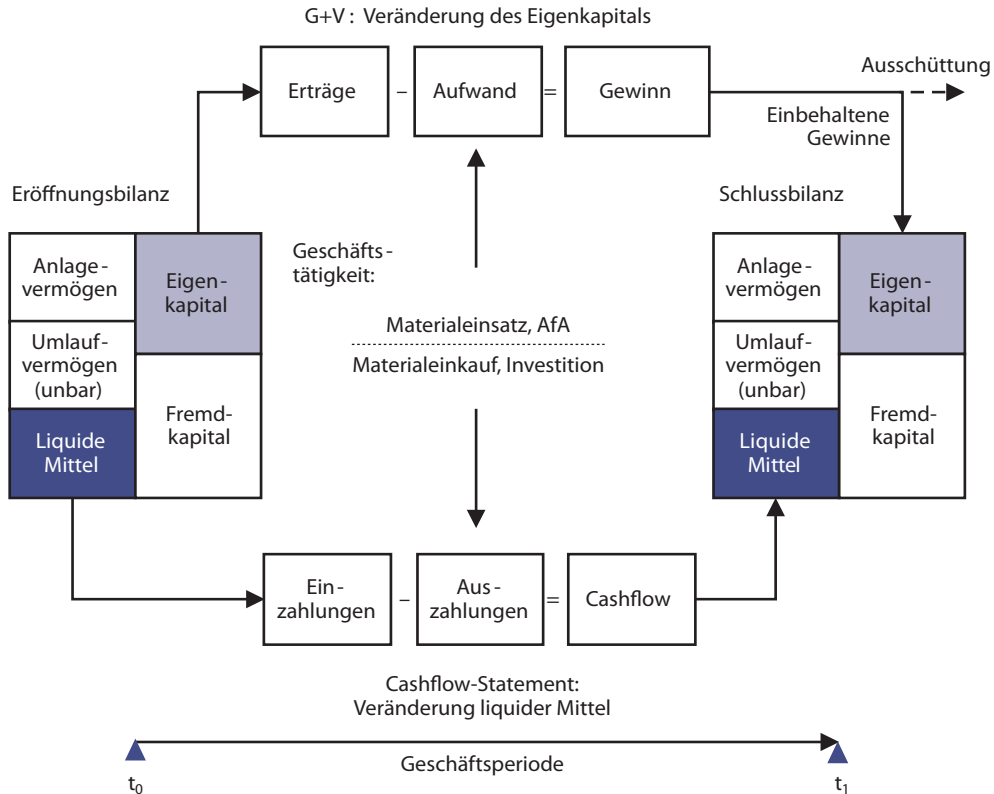 G+V : Veränderung des Eigenkapitals
Erträge – Aufwand = Gewinn
Ausschüttung
Einbehaltene
Gewinne
Eröffnungsbilanz
Anlage-
vermögen
Umlauf-
vermögen
(unbar)
Liquide
Mittel
Eigen-
kapital
Fremd-
kapital
Geschäfts-
tätigkeit:
Materialeinsatz, AfA
Materialeinkauf, Investition
Schlussbilanz
Anlage-
vermögen
Umlauf-
vermögen
(unbar)
Liquide
Mittel
Eigen-
kapital
Fremd-
kapital
Ein-
zahlungen
–
Aus-
zahlungen
=
Cashflow
Cashflow-Statement:
Veränderung liquider Mittel
Geschäftsperiode
t0
t1